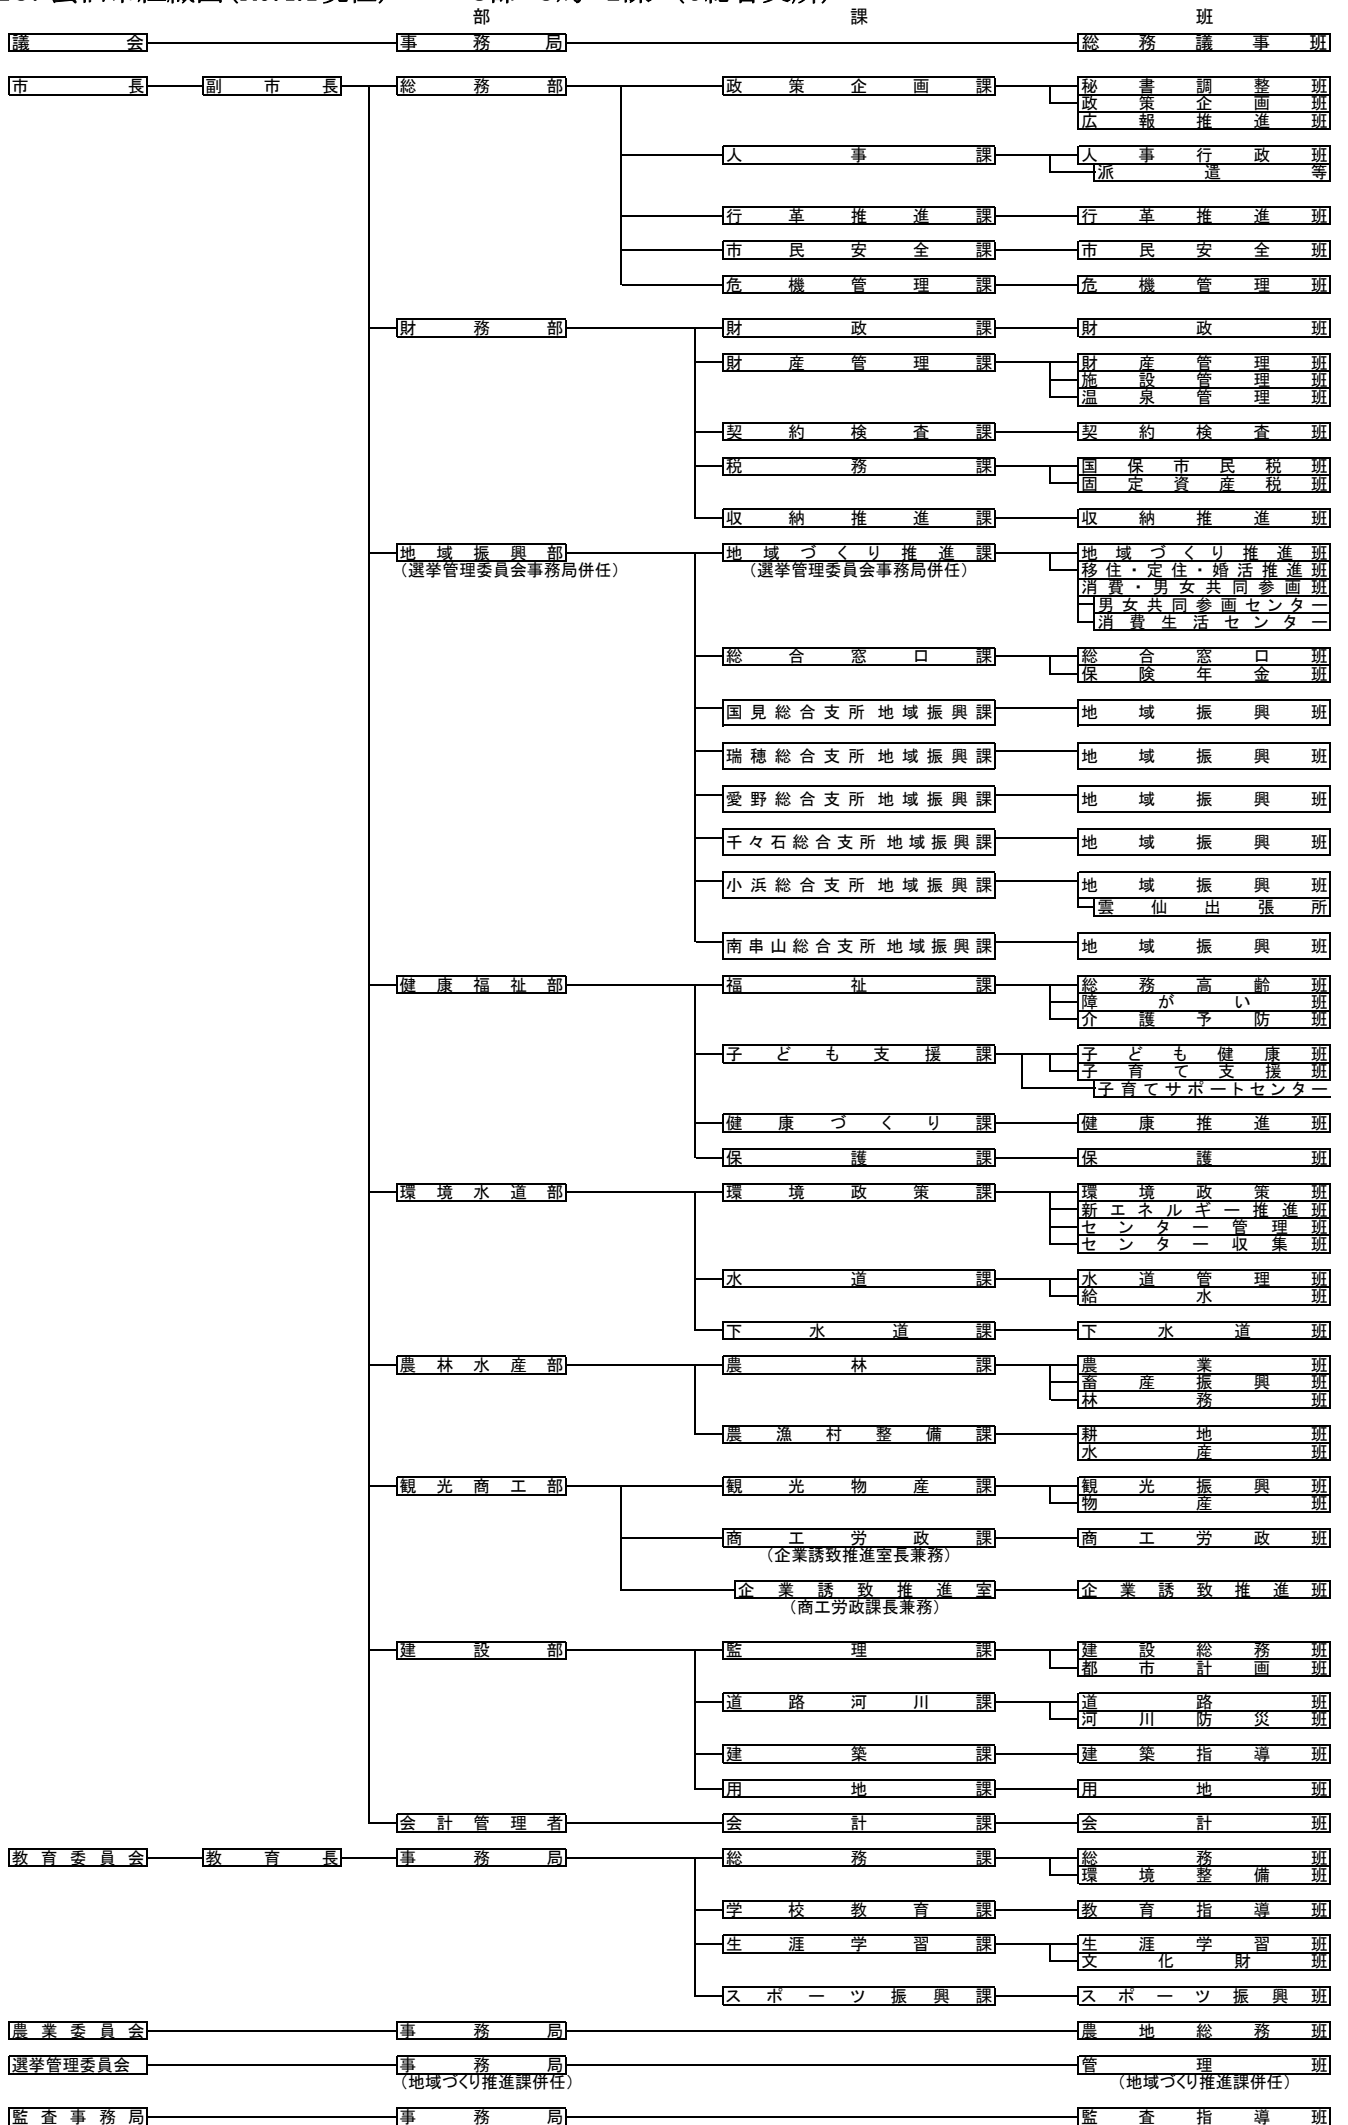 部 課 班
議会 事務局 総務議事班
市長 副市長 総務部 政策企画課 秘書調整班
政策企画班
広報推進班
人事課 人事行政班
派遣等
行革推進課 行革推進班
市民安全課 市民安全班
危機管理課 危機管理班
財務部 財政課 財政班
財産管理課 財産管理班
施設管理班
温泉管理班
契約検査課 契約検査班
税務課 国保市民税班
固定資産税班
収納推進課 収納推進班
地域振興部 地域づくり推進課 地域づくり推進班
(選挙管理委員会事務局併任) (選挙管理委員会事務局併任) 移住・定住・婚活推進班
消費・男女共同参画班
男女共同参画センター
消費生活センター
総合窓口課 総合窓口班
保険年金班
国見総合支所 地域振興課 地域振興班
瑞穂総合支所 地域振興課 地域振興班
愛野総合支所 地域振興課 地域振興班
千々石総合支所 地域振興課 地域振興班
小浜総合支所 地域振興課 地域振興班
雲仙出張所
南串山総合支所 地域振興課 地域振興班
健康福祉部 福祉課 総務高齢班
障がい班
介護予防班
子ども支援課 子ども健康班
子育て支援班
子育てサポートセンター
健康づくり課 健康推進班
保護課 保護班
環境水道部 環境政策課 環境政策班
新エネルギー推進班
センター管理班
センター収集班
水道課 水道管理班
給水班
下水道課 下水道班
農林水産部 農林課 農業班
畜産振興班
林務班
農漁村整備課 耕地班
水産班
観光商工部 観光物産課 観光振興班
物産班
商工労政課 商工労政班
(企業誘致推進室長兼務)
企業誘致推進室 企業誘致推進班
(商工労政課長兼務)
建設部 監理課 建設総務班
都市計画班
道路河川課 道路班
河川防災班
建築課 建築指導班
用地課 用地班
会計管理者 会計課 会計班
教育委員会 教育長 事務局 総務課 総務班
環境整備班
学校教育課 教育指導班
生涯学習課 生涯学習班
文化財班
スポーツ振興課 スポーツ振興班
農業委員会 事務局 農地総務班
選挙管理委員会 事務局 管理班
(地域づくり推進課併任) (地域づくり推進課併任)
監査事務局 事務局 監査指導班